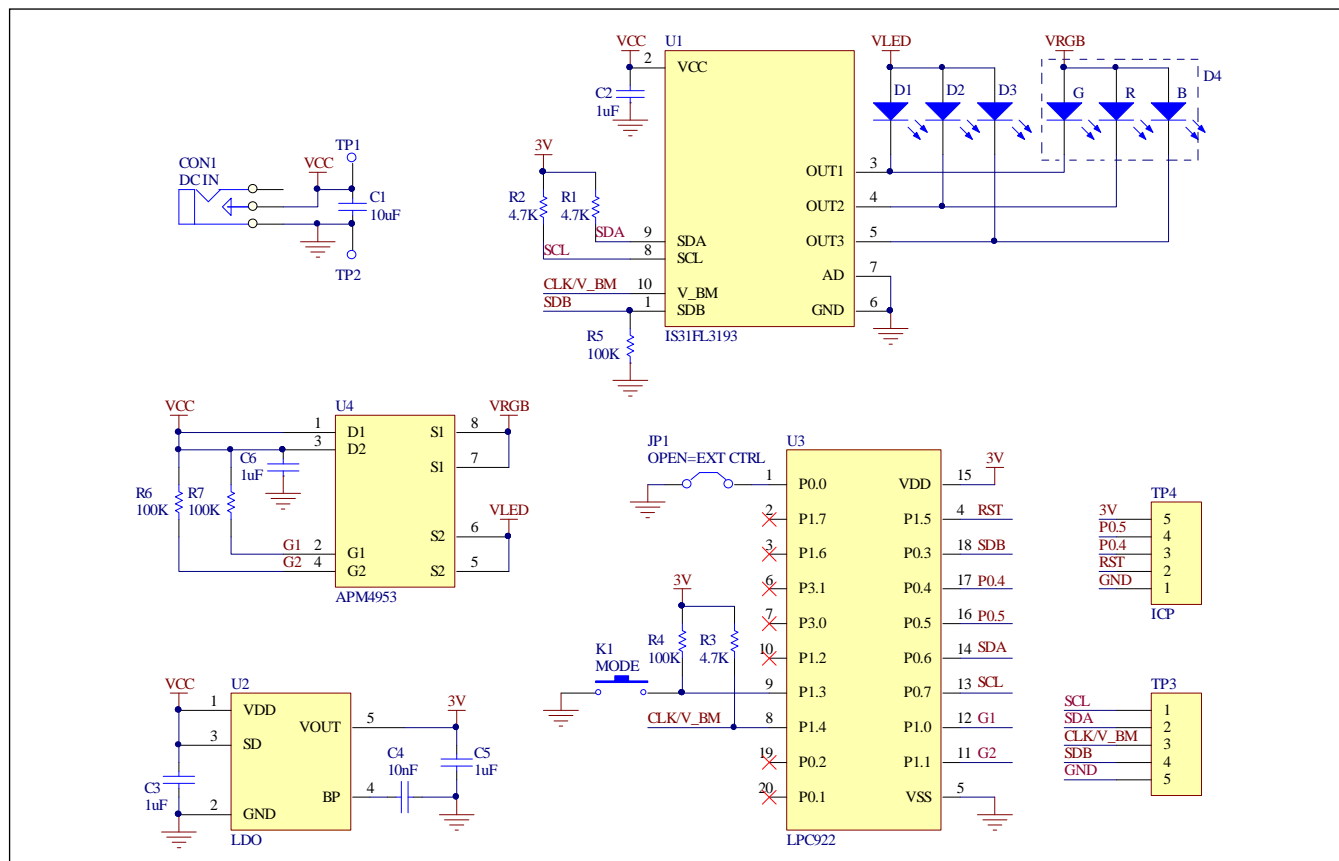 CON1
DC IN
VCC
TP1
C1
10uF
TP2
VCC
U1
C2
1uF
2
VCC
3V
R2
4.7K
R1
4.7K
SDA
9
SDA
SCL
8
SCL
CLK/V_BM
10
V_BM
SDB
1
SDB
R5
100K
IS31FL3193
OUT1
3
OUT2
4
OUT3
5
AD
7
GND
6
VLED
D1
D2
D3
VRGB
G
R
B
D4
VCC
U4
1
D1
3
D2
C6
1uF
R6
100K
R7
100K
G1
2
G1
G2
4
G2
APM4953
S1
8
VRGB
S1
7
S2
6
VLED
S2
5
VCC
U2
1
VDD
3
SD
C3
1uF
2
GND
LDO
VOUT
5
3V
C4
10nF
C5
1uF
BP
4
JP1
OPEN=EXT CTRL
U3
1
P0.0
2
P1.7
3
P1.6
6
P3.1
7
P3.0
10
P1.2
3V
R4
100K
R3
4.7K
K1
MODE
9
P1.3
CLK/V_BM
8
P1.4
19
P0.2
20
P0.1
LPC922
VDD
15
3V
P1.5
4
RST
P0.3
18
SDB
P0.4
17
P0.4
P0.5
16
P0.5
P0.6
14
SDA
P0.7
13
SCL
P1.0
12
G1
P1.1
11
G2
VSS
5
TP4
3V
5
P0.5
4
P0.4
3
RST
2
GND
1
ICP
TP3
SCL
1
SDA
2
CLK/V_BM
3
SDB
4
GND
5